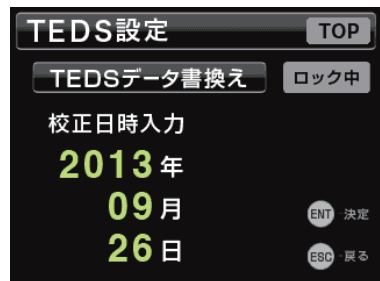 TEDS設定 TOP
TEDSデータ書換え ロック中
校正日時入力
2013年
09月
ENT 決定
26日
ESC 戻る